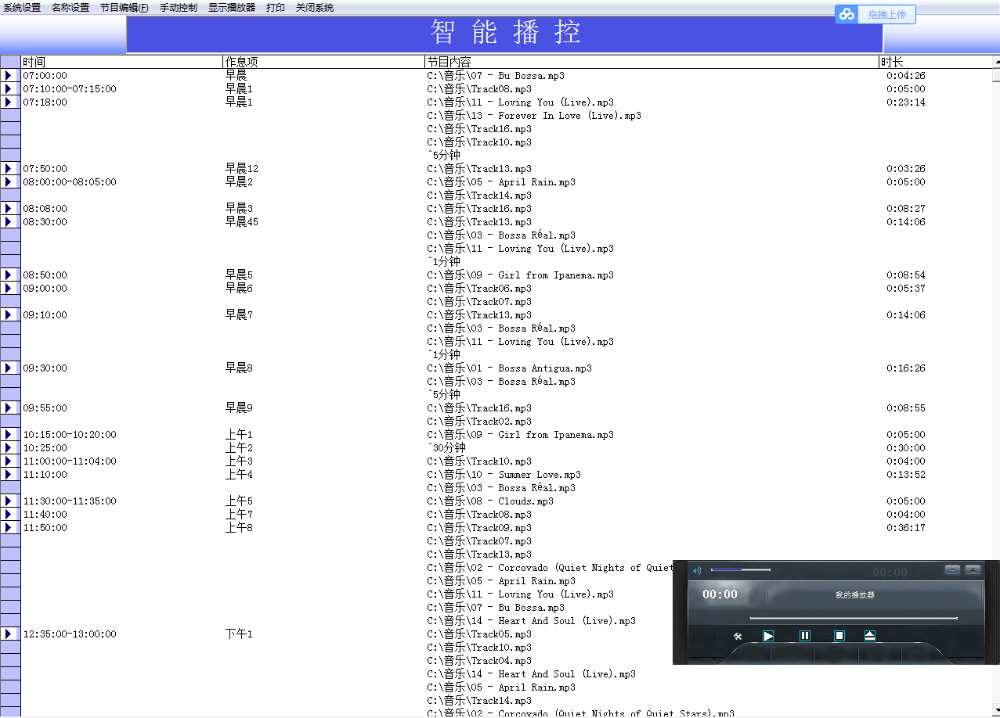 系统设置 名称设置 节目编辑(F) 手动控制 显示播放器 打印 关闭系统
拖拽上传
智能播控
时间 作息项 节目内容 时长
07:00:00 早晨 C:\音乐\07 - Bu Bossa.mp3 0:04:26
07:10:00-07:15:00 早晨1 C:\音乐\Track08.mp3 0:05:00
07:18:00 早晨1 C:\音乐\11 - Loving You (Live).mp3 0:23:14
C:\音乐\13 - Forever In Love (Live).mp3
C:\音乐\Track16.mp3
C:\音乐\Track10.mp3
^5分钟
07:50:00 早晨12 C:\音乐\Track13.mp3 0:03:26
08:00:00-08:05:00 早晨2 C:\音乐\05 - April Rain.mp3 0:05:00
C:\音乐\Track14.mp3
08:08:00 早晨3 C:\音乐\Track16.mp3 0:08:27
08:30:00 早晨45 C:\音乐\Track13.mp3 0:14:06
C:\音乐\03 - Bossa Réal.mp3
C:\音乐\11 - Loving You (Live).mp3
^1分钟
08:50:00 早晨5 C:\音乐\09 - Girl from Ipanema.mp3 0:08:54
09:00:00 早晨6 C:\音乐\Track06.mp3 0:05:37
C:\音乐\Track07.mp3
09:10:00 早晨7 C:\音乐\Track13.mp3 0:14:06
C:\音乐\03 - Bossa Réal.mp3
C:\音乐\11 - Loving You (Live).mp3
^1分钟
09:30:00 早晨8 C:\音乐\01 - Bossa Antigua.mp3 0:16:26
C:\音乐\03 - Bossa Réal.mp3
^5分钟
09:55:00 早晨9 C:\音乐\Track16.mp3 0:08:55
C:\音乐\Track02.mp3
10:15:00-10:20:00 上午1 C:\音乐\09 - Girl from Ipanema.mp3 0:05:00
10:25:00 上午2 ^30分钟 0:30:00
11:00:00-11:04:00 上午3 C:\音乐\Track10.mp3 0:04:00
11:10:00 上午4 C:\音乐\10 - Summer Love.mp3 0:13:52
C:\音乐\03 - Bossa Réal.mp3
11:30:00-11:35:00 上午5 C:\音乐\08 - Clouds.mp3 0:05:00
11:40:00 上午7 C:\音乐\Track08.mp3 0:04:00
11:50:00 上午8 C:\音乐\Track09.mp3 0:36:17
C:\音乐\Track07.mp3
C:\音乐\Track13.mp3
C:\音乐\02 - Corcovado (Quiet Nights of Quiet
C:\音乐\05 - April Rain.mp3
C:\音乐\11 - Loving You (Live).mp3
C:\音乐\07 - Bu Bossa.mp3
C:\音乐\14 - Heart And Soul (Live).mp3
12:35:00-13:00:00 下午1 C:\音乐\Track05.mp3
C:\音乐\Track10.mp3
C:\音乐\Track04.mp3
C:\音乐\14 - Heart And Soul (Live).mp3
C:\音乐\05 - April Rain.mp3
C:\音乐\Track14.mp3
C:\音乐\02 - Corcovado (Quiet Nights of Quiet Stars).mp3
00:00
00:00 我的播放器